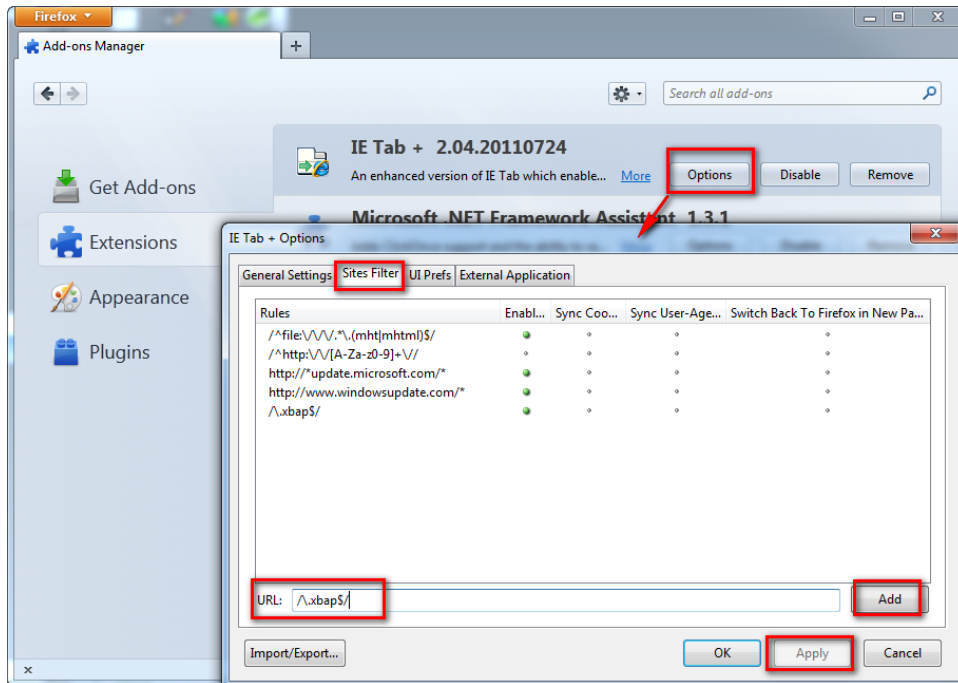 Firefox
Add-ons Manager
Search all add-ons
IE Tab + 2.04.20110724
An enhanced version of IE Tab which enable... More Options Disable Remove
Get Add-ons
Microsoft .NET Framework Assistant 1.3.1
Extensions
Appearance
Plugins
IE Tab + Options
General Settings Sites Filter UI Prefs External Application
Rules Enabl... Sync Coo... Sync User-Age... Switch Back To Firefox in New Pa...
/^file:\/\/\/.*\.(mht|mhtml)$/
/^http:\/\/[A-Za-z0-9]+\//
http://*update.microsoft.com/*
http://www.windowsupdate.com/*
/\.xbap$/
URL: /\.xbap$/ Add
Import/Export... OK Apply Cancel